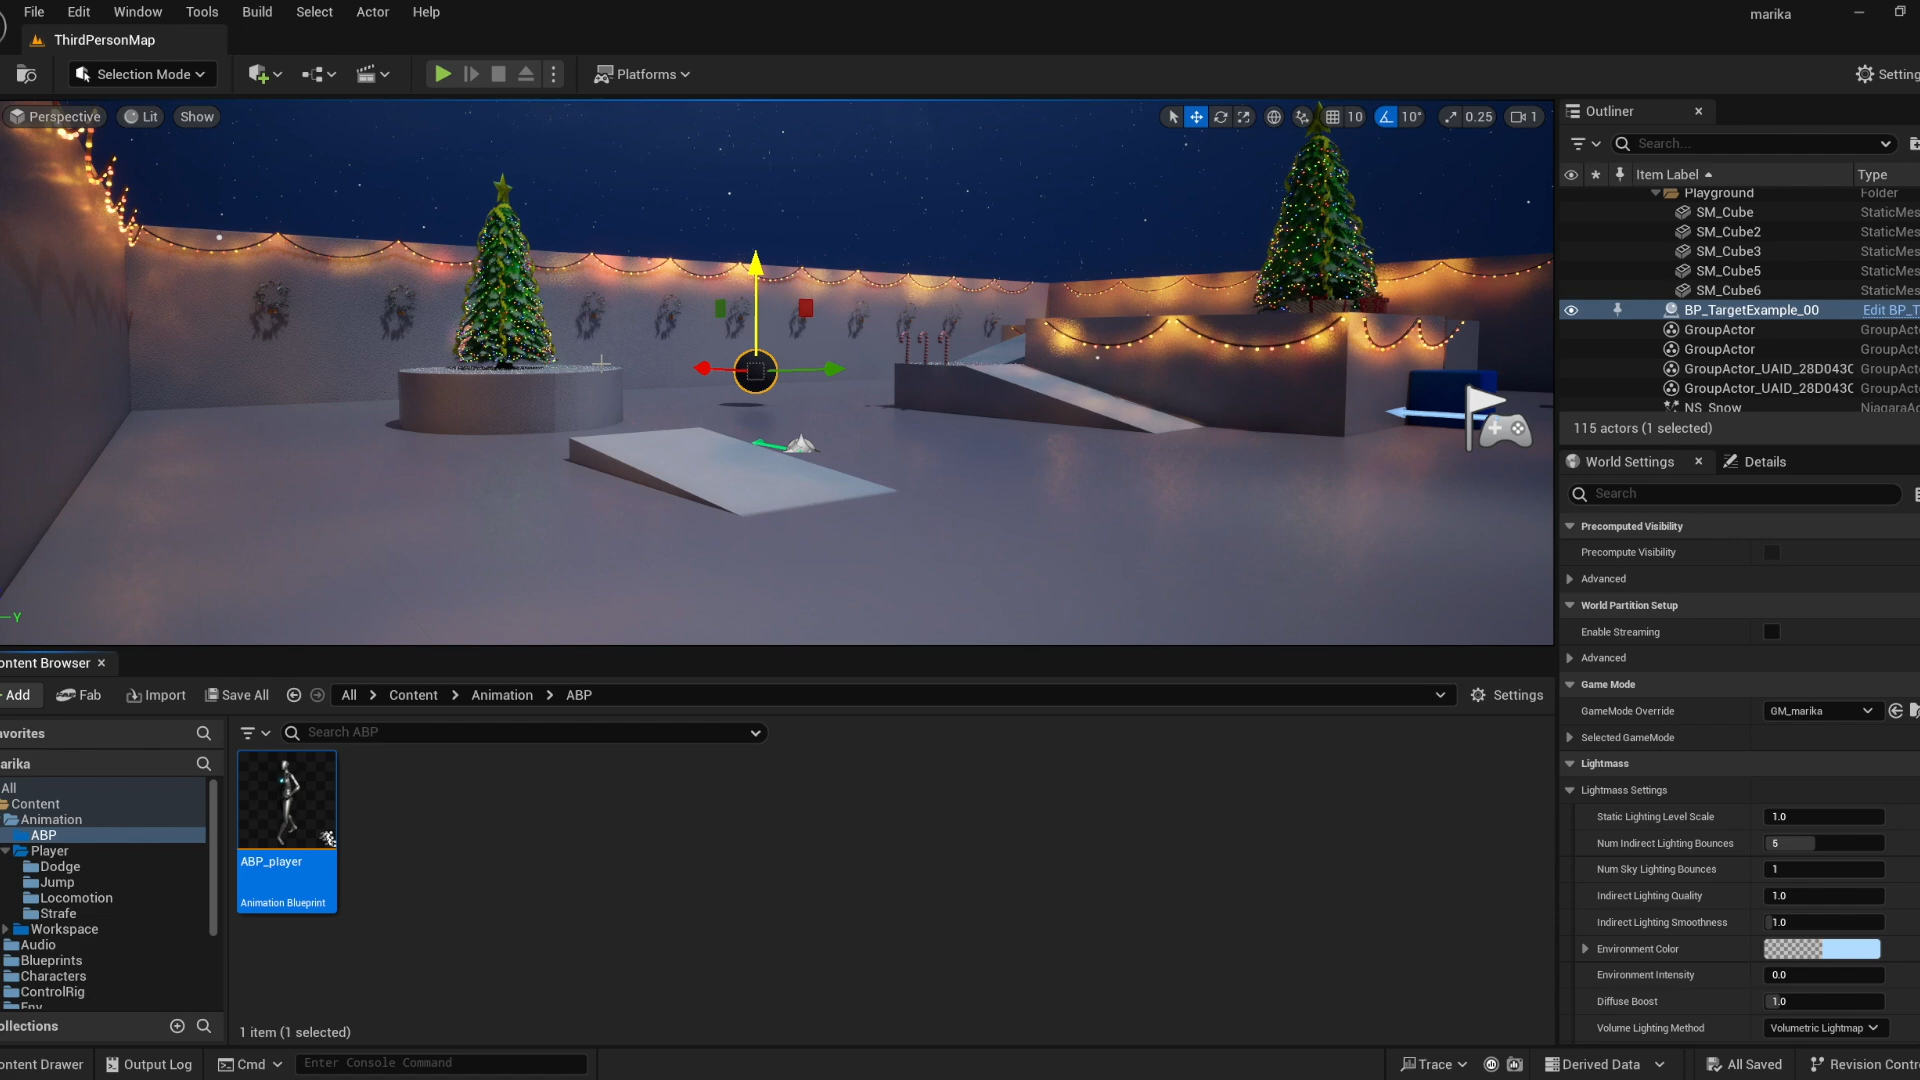 File Edit Window Tools Build Select Actor Help
marika
ThirdPersonMap
Selection Mode
Platforms
Setting
Perspective Lit Show
10 10° 0.25 1
Outliner
Search...
Item Label Type
Playground Folder
SM_Cube StaticMes
SM_Cube2 StaticMes
SM_Cube3 StaticMes
SM_Cube5 StaticMes
SM_Cube6 StaticMes
BP_TargetExample_00 Edit BP_T
GroupActor GroupActo
GroupActor GroupActo
GroupActor_UAID_28D043C GroupActo
GroupActor_UAID_28D043C GroupActo
NS_Snow NiagaraAc
115 actors (1 selected)
World Settings Details
Search
Precomputed Visibility
Precompute Visibility
Advanced
World Partition Setup
Enable Streaming
Advanced
Game Mode
GameMode Override GM_marika
Selected GameMode
Lightmass
Lightmass Settings
Static Lighting Level Scale 1.0
Num Indirect Lighting Bounces 5
Num Sky Lighting Bounces 1
Indirect Lighting Quality 1.0
Indirect Lighting Smoothness 1.0
Environment Color
Environment Intensity 0.0
Diffuse Boost 1.0
Volume Lighting Method Volumetric Lightmap
Y
ontent Browser
Add Fab Import Save All All Content Animation ABP Settings
avorites
Search ABP
arika
All
Content
Animation
ABP
Player
Dodge
Jump
Locomotion
Strafe
Workspace
Audio
Blueprints
Characters
ControlRig
Env
ollections
ABP_player
Animation Blueprint
1 item (1 selected)
ontent Drawer Output Log Cmd Enter Console Command Trace Derived Data All Saved Revision Contr